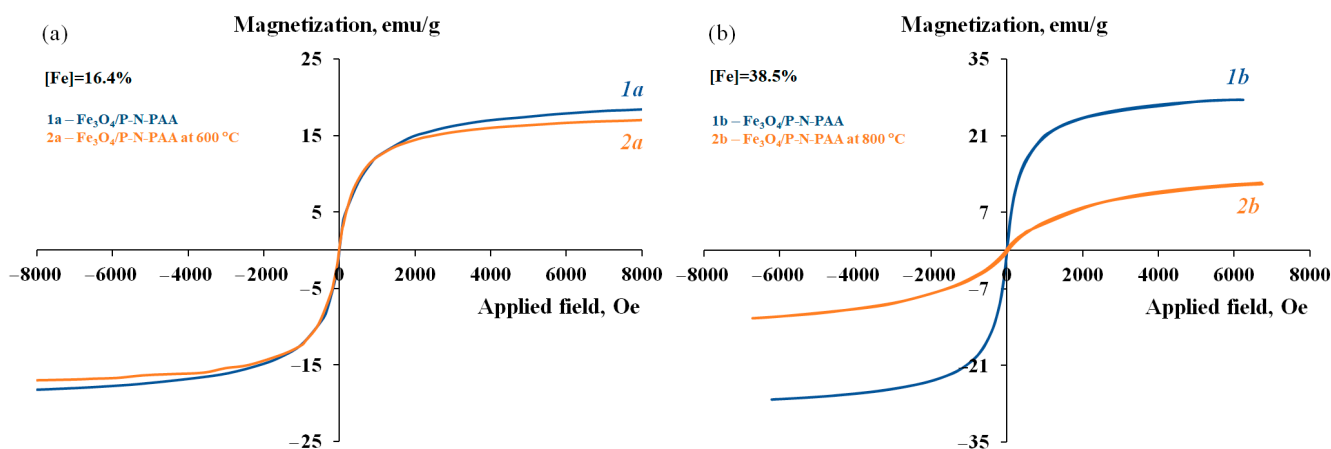 (a)
Magnetization, emu/g
[Fe]=16.4%
1a – Fe₃O₄/P-N-PAA
2a – Fe₃O₄/P-N-PAA at 600 °C
25
15
5
−5
−15
−25
1a
2a
−8000 −6000 −4000 −2000 0 2000 4000 6000 8000
Applied field, Oe
(b)
Magnetization, emu/g
[Fe]=38.5%
1b – Fe₃O₄/P-N-PAA
2b – Fe₃O₄/P-N-PAA at 800 °C
35
21
7
−7
−21
−35
1b
2b
−8000 −6000 −4000 −2000 0 2000 4000 6000 8000
Applied field, Oe